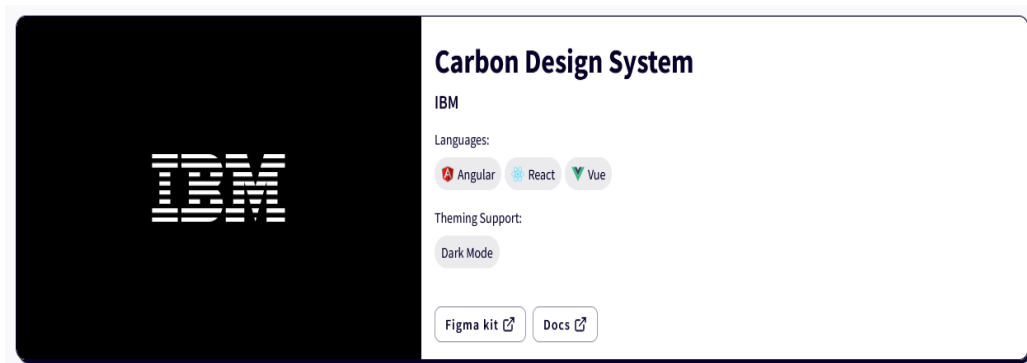 IBM
Carbon Design System
IBM
Languages:
Angular React Vue
Theming Support:
Dark Mode
Figma kit Docs